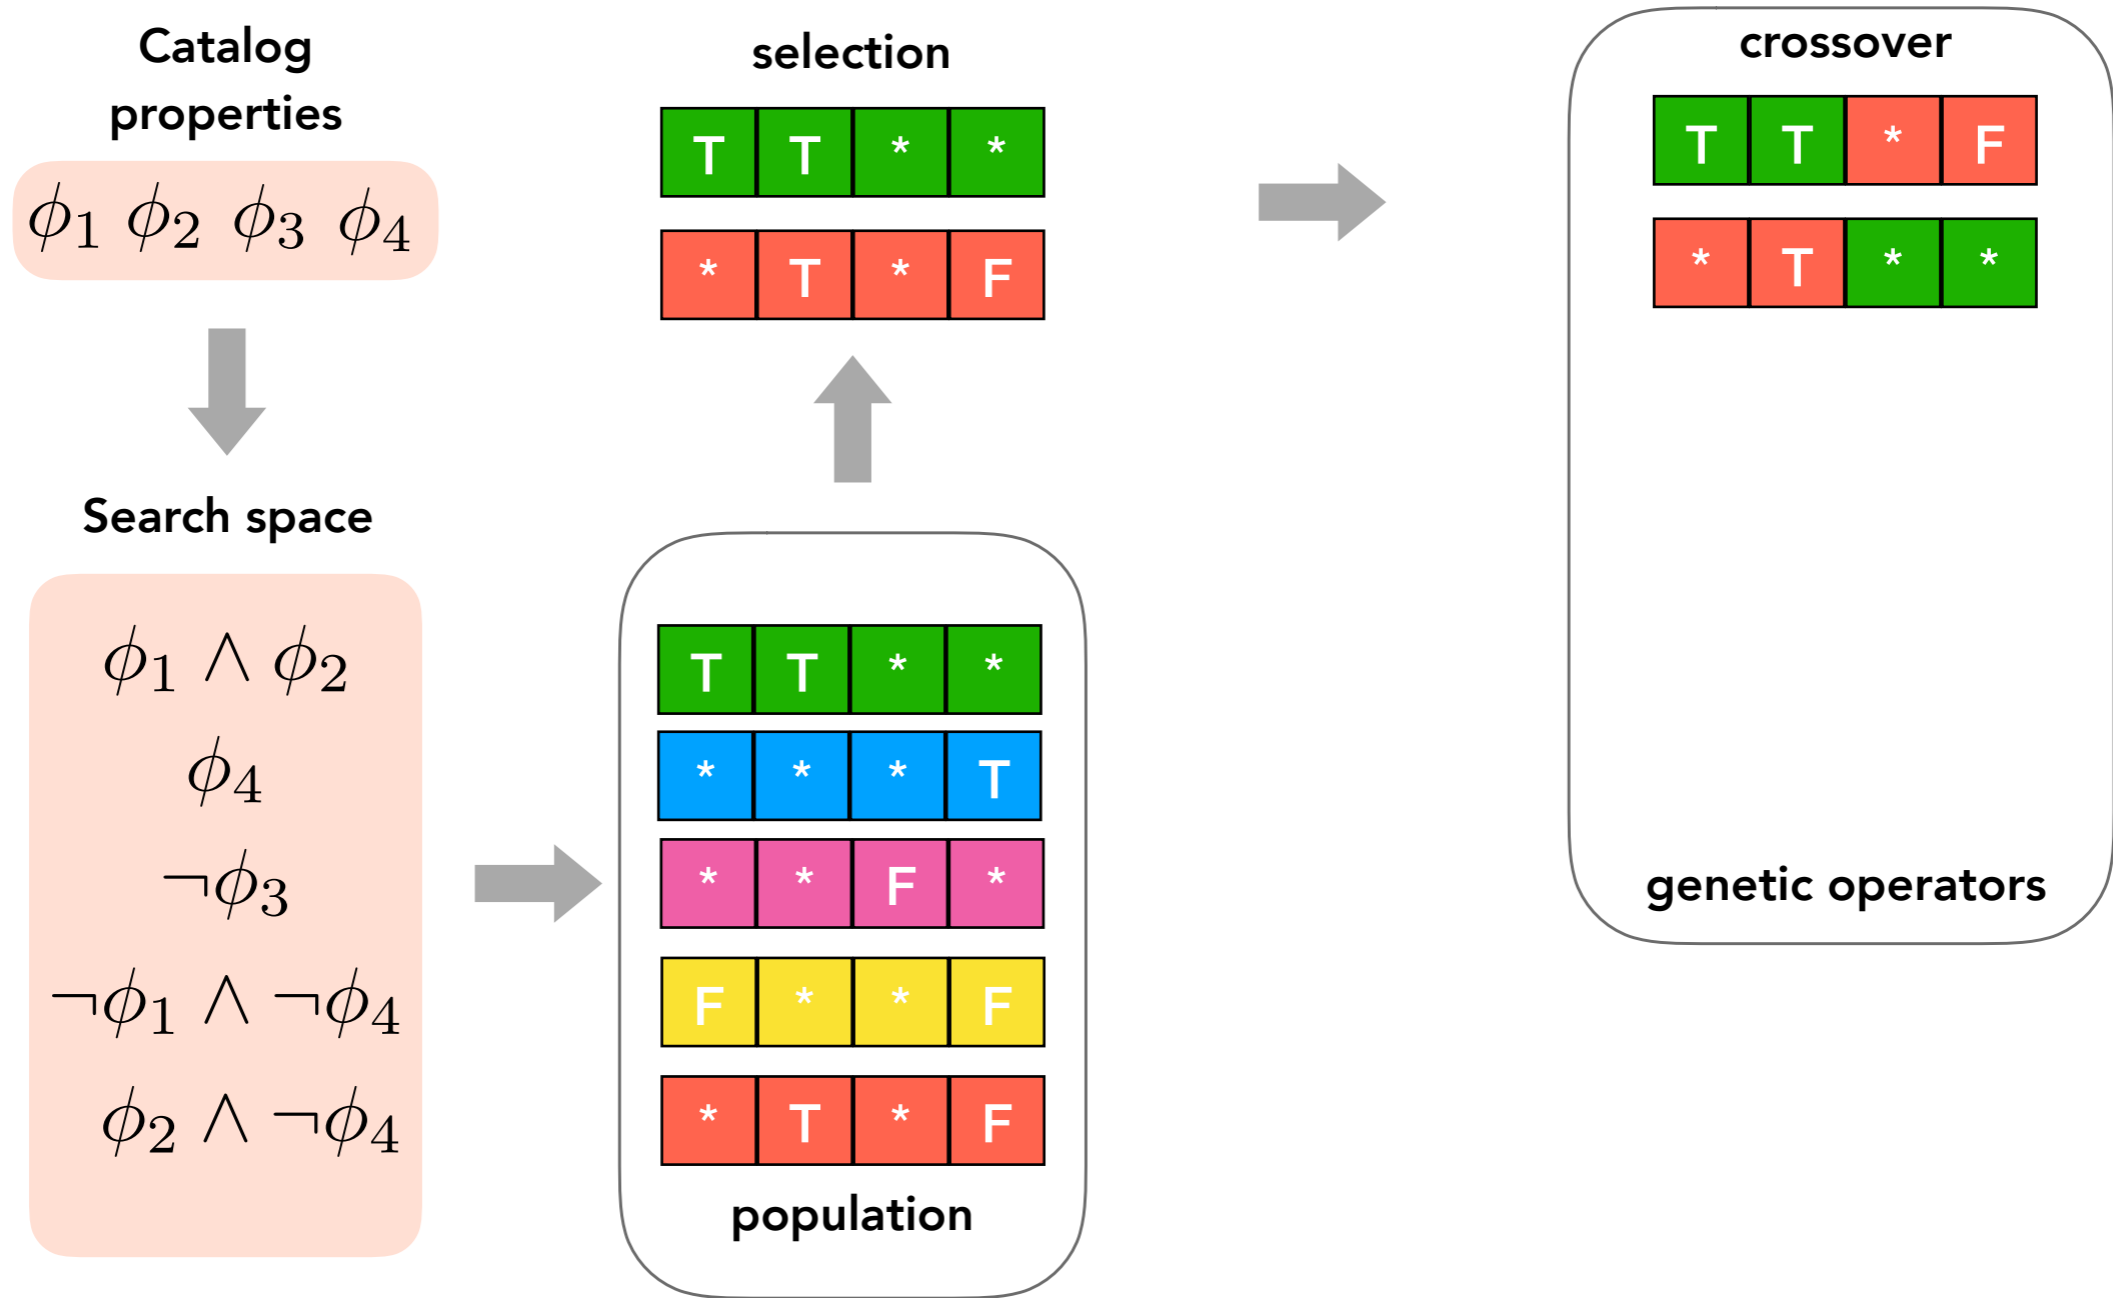 Catalog
properties
ϕ1 ϕ2 ϕ3 ϕ4
Search space
ϕ1 ∧ ϕ2
ϕ4
¬ϕ3
¬ϕ1 ∧ ¬ϕ4
ϕ2 ∧ ¬ϕ4
selection
T T * *
* T * F
T T * *
* * * T
* * F *
F * * F
* T * F
population
crossover
T T * F
* T * *
genetic operators